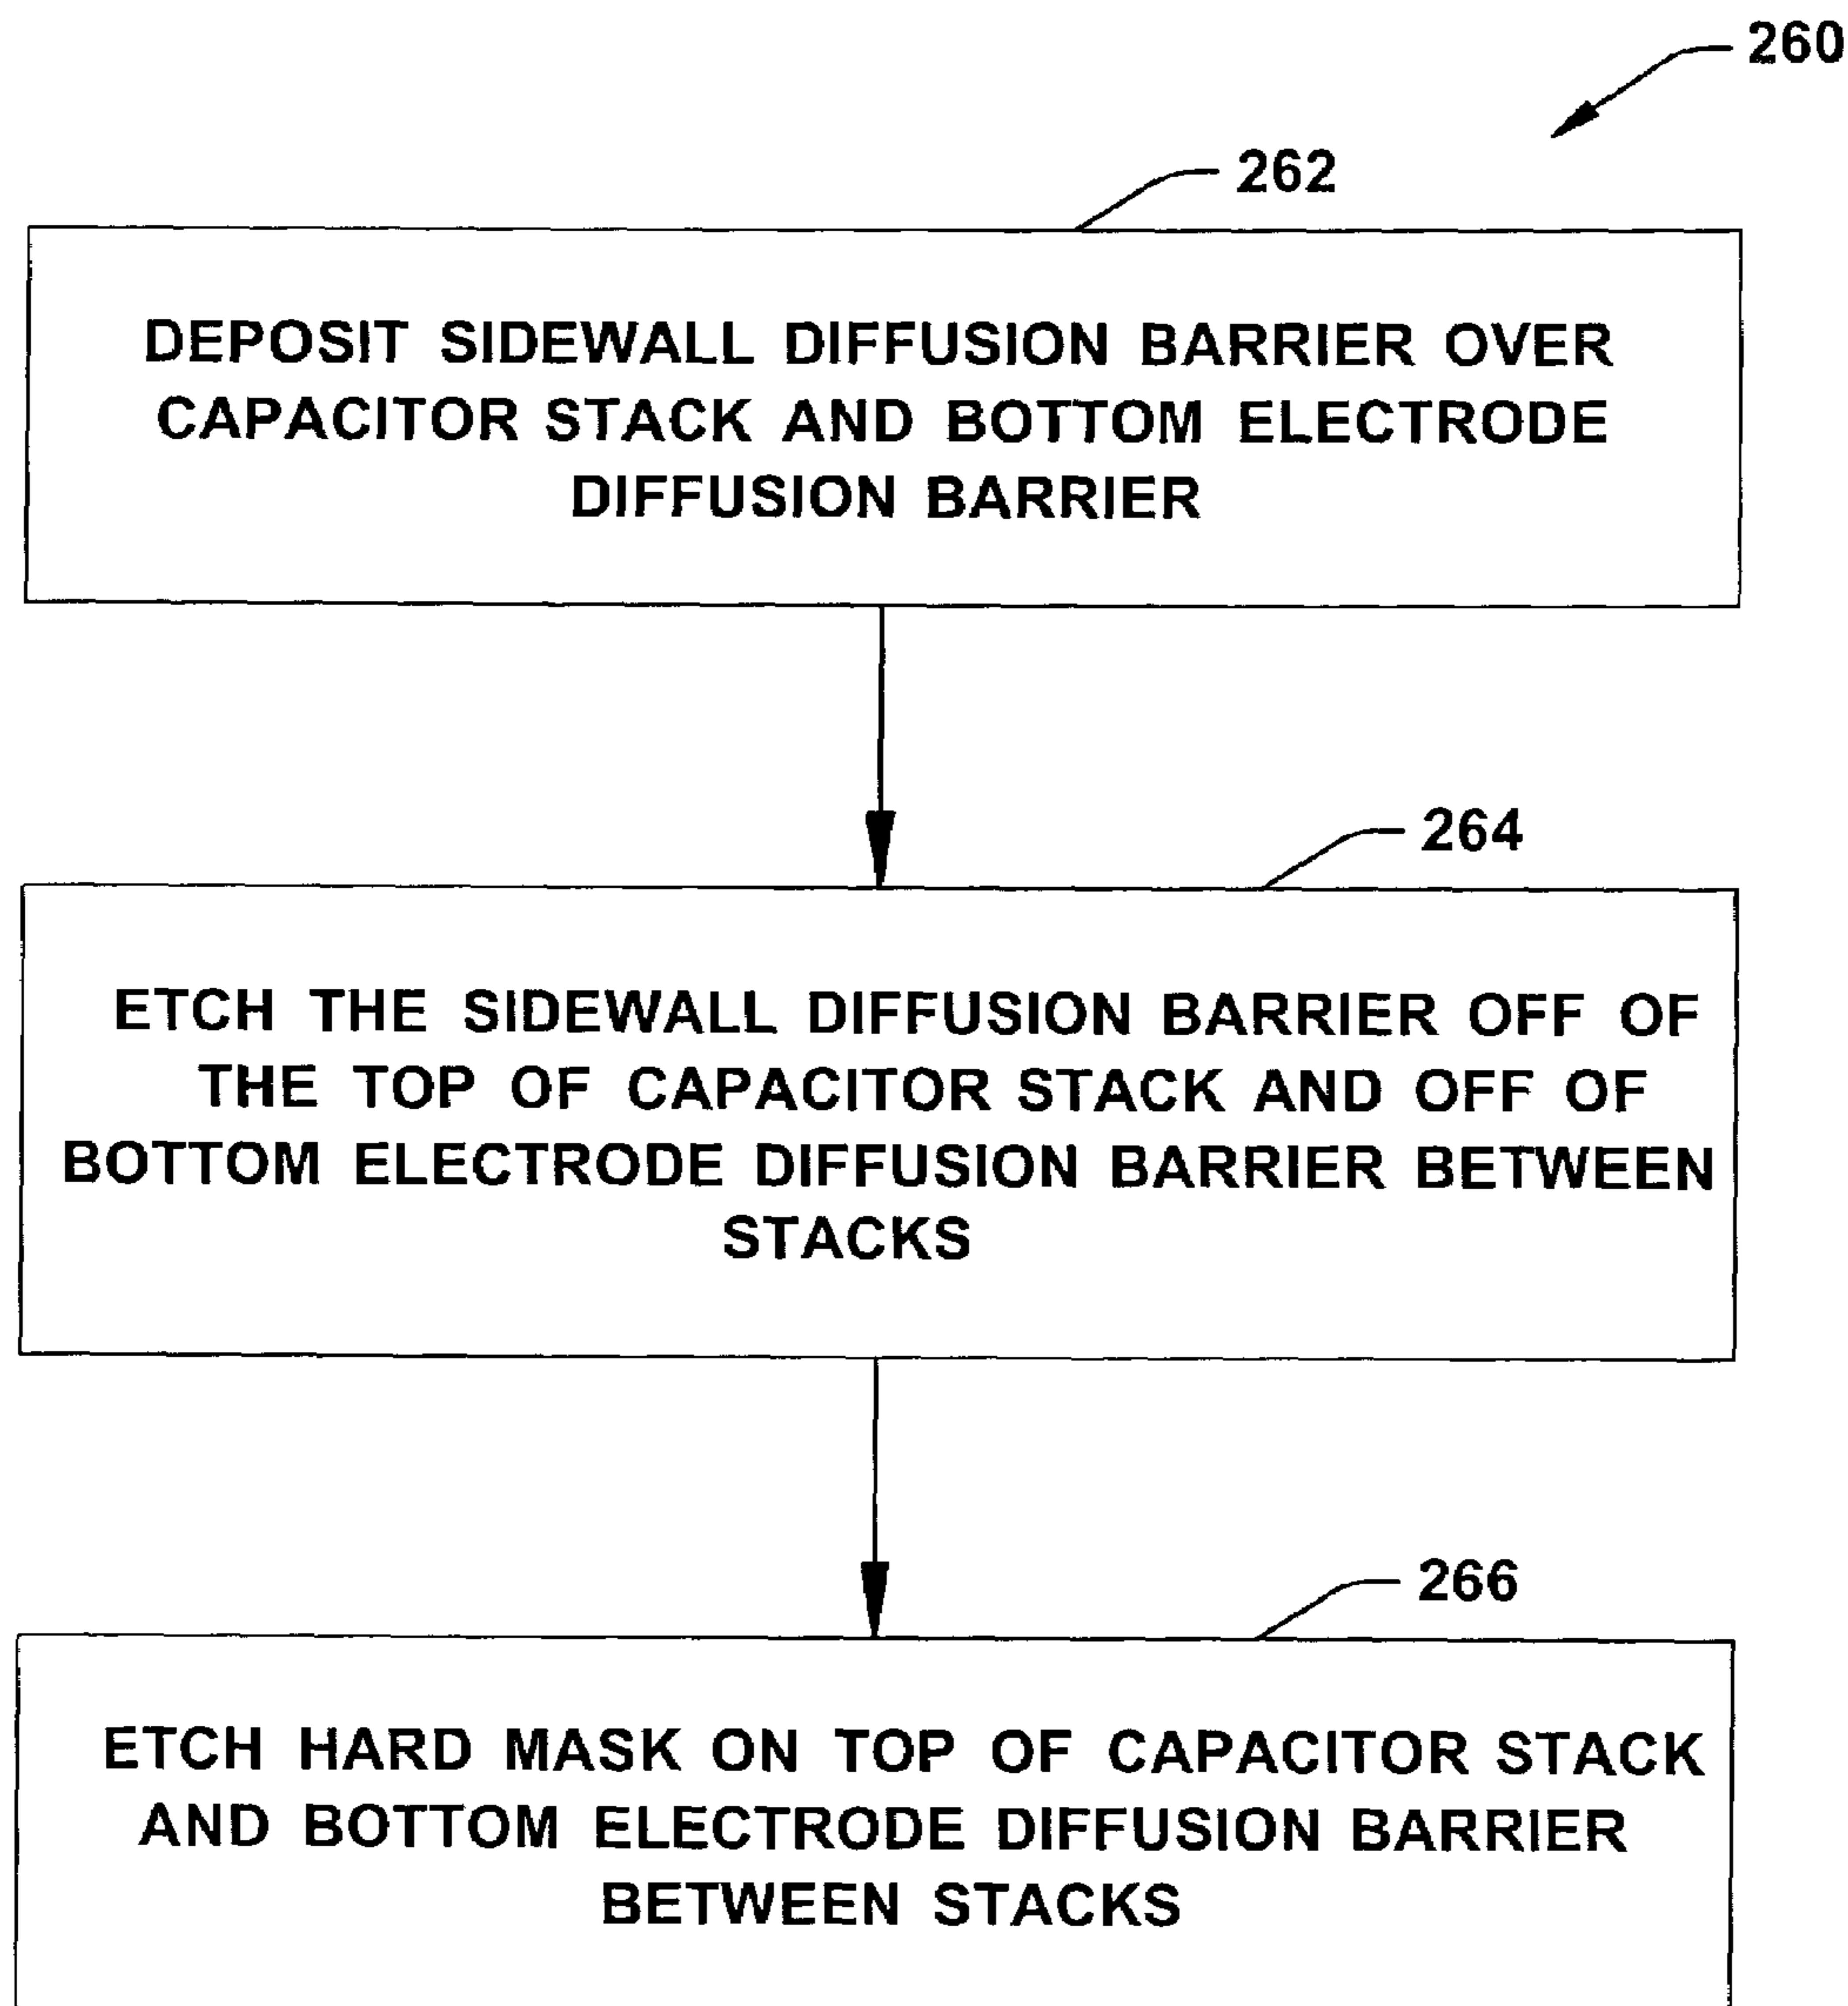 260
262
DEPOSIT SIDEWALL DIFFUSION BARRIER OVER
CAPACITOR STACK AND BOTTOM ELECTRODE
DIFFUSION BARRIER
264
ETCH THE SIDEWALL DIFFUSION BARRIER OFF OF
THE TOP OF CAPACITOR STACK AND OFF OF
BOTTOM ELECTRODE DIFFUSION BARRIER BETWEEN
STACKS
266
ETCH HARD MASK ON TOP OF CAPACITOR STACK
AND BOTTOM ELECTRODE DIFFUSION BARRIER
BETWEEN STACKS